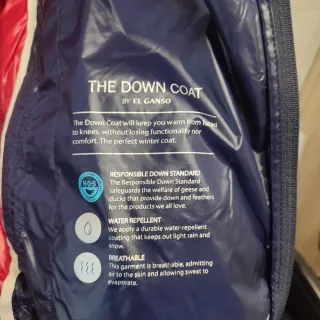 THE DOWN COAT
BY EL GANSO
The Down Coat will keep you warm from head
to knees, without losing functionality nor
comfort. The perfect winter coat.
RDS
RESPONSIBLE DOWN STANDARD
The Responsible Down Standard
safeguards the welfare of geese and
ducks that provide down and feathers
for the products we all love.
WATER REPELLENT
We apply a durable water-repellent
coating that keeps out light rain and
snow.
BREATHABLE
This garment is breathable, admitting
air to the skin and allowing sweat to
evaporate.